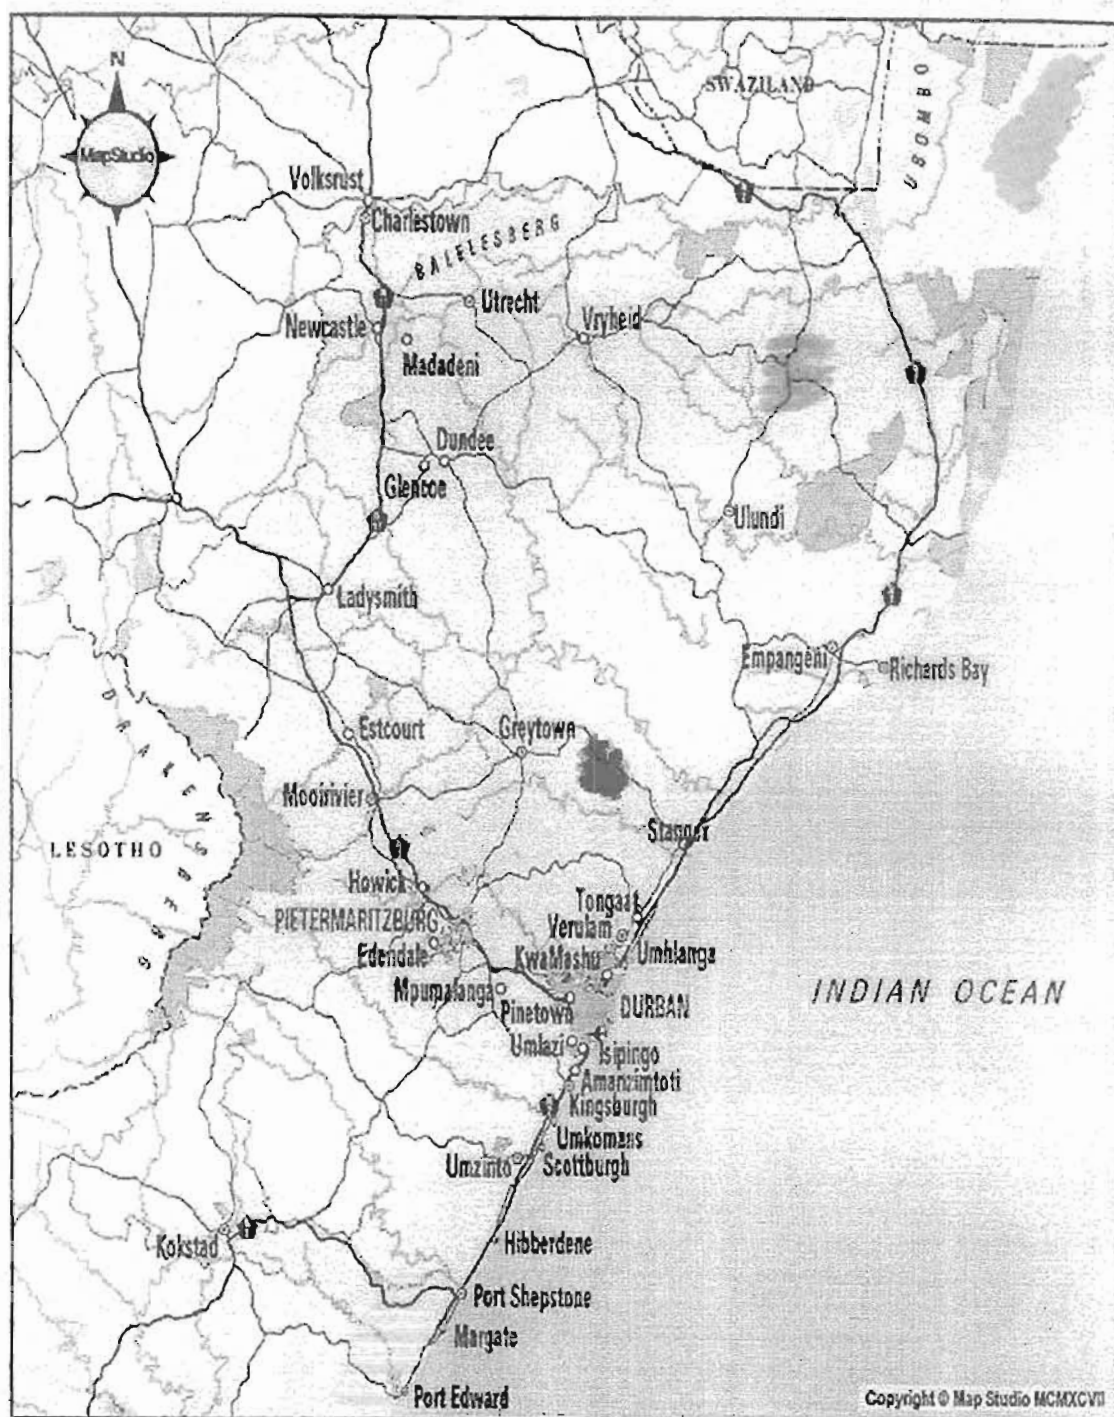 N
SWAZILAND
UBOMBO
MapStudio
Volksrust
Charlestown
BALELESBERG
Utrecht
Newcastle
Vryheid
Madadeni
Dundee
Glencoe
Ulundi
Ladysmith
Empangeni
Richards Bay
DRAKENSBERG
Estcourt
Greytown
Mooirivier
Stanger
LESOTHO
Howick
Tongaat
PIETERMARITZBURG
Verulam
Edendale
KwaMashu
Umhlanga
Mpumalanga
INDIAN OCEAN
Pinetown
DURBAN
Umlazi
Isipingo
Amanzimtoti
Kingsburgh
Umkomaas
Umzinto
Scottburgh
Kokstad
Hibberdene
Port Shepstone
Margate
Port Edward
Copyright © Map Studio MCMXCVII